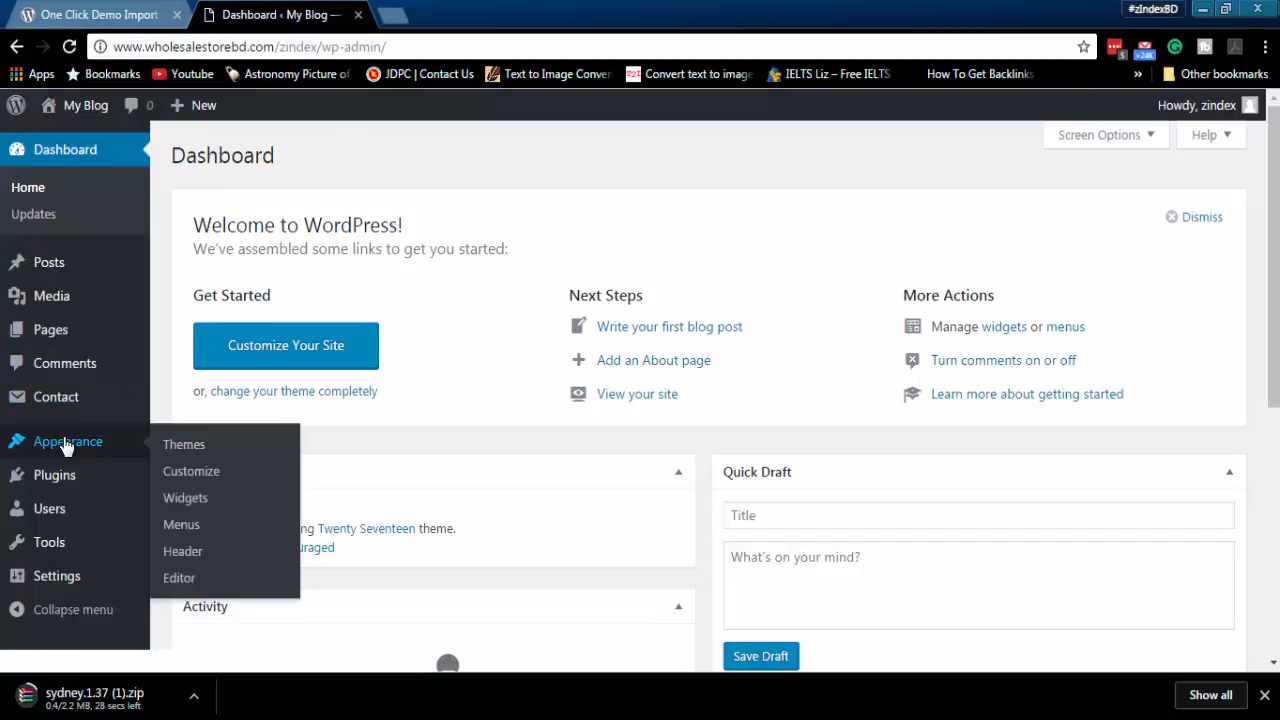 One Click Demo Import
Dashboard ‹ My Blog —
#zIndexBD
www.wholesalestorebd.com/zindex/wp-admin/
5
+24K
Apps
Bookmarks
Youtube
Astronomy Picture of
JDPC | Contact Us
Text to Image Conver
T2I
Convert text to image
IELTS Liz – Free IELTS
How To Get Backlinks
»
Other bookmarks
My Blog
0
New
Howdy, zindex
Dashboard
Home
Updates
Posts
Media
Pages
Comments
Contact
Appearance
Plugins
Users
Tools
Settings
Collapse menu
Themes
Customize
Widgets
Menus
Header
Editor
Dashboard
Screen Options
Help
Welcome to WordPress!
We've assembled some links to get you started:
Dismiss
Get Started
Customize Your Site
or, change your theme completely
Next Steps
Write your first blog post
Add an About page
View your site
More Actions
Manage widgets or menus
Turn comments on or off
Learn more about getting started
ng Twenty Seventeen theme.
uraged
Activity
Quick Draft
Title
What's on your mind?
Save Draft
sydney.1.37 (1).zip
0.4/2.2 MB, 28 secs left
Show all